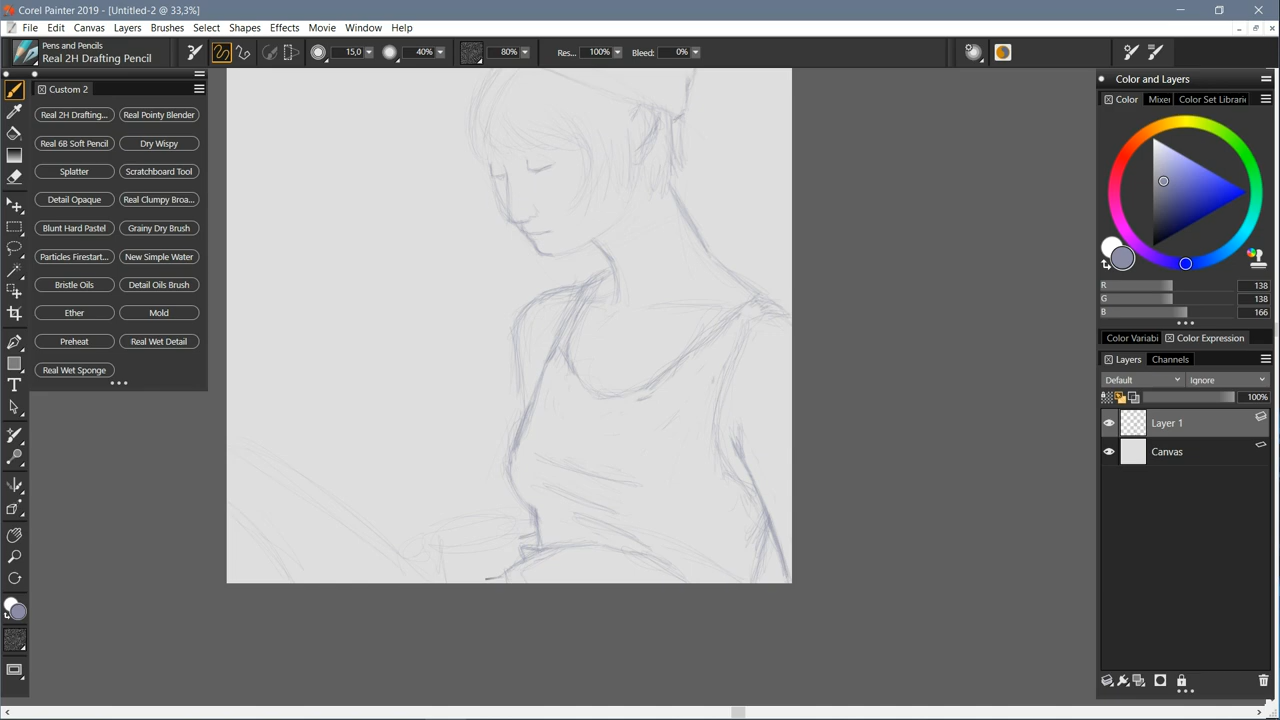 Corel Painter 2019 - [Untitled-2 @ 33,3%]
File Edit Canvas Layers Brushes Select Shapes Effects Movie Window Help
Pens and Pencils
Real 2H Drafting Pencil
15,0 40% 80% Res... 100% Bleed: 0%
Custom 2
Real 2H Drafting... Real Pointy Blender
Real 6B Soft Pencil Dry Wispy
Splatter Scratchboard Tool
Detail Opaque Real Clumpy Broa...
Blunt Hard Pastel Grainy Dry Brush
Particles Firestart... New Simple Water
Bristle Oils Detail Oils Brush
Ether Mold
Preheat Real Wet Detail
Real Wet Sponge
T
Color and Layers
Color Mixer Color Set Librarie
R 138
G 138
B 166
Color Variabi Color Expression
Layers Channels
Default Ignore
100%
Layer 1
Canvas